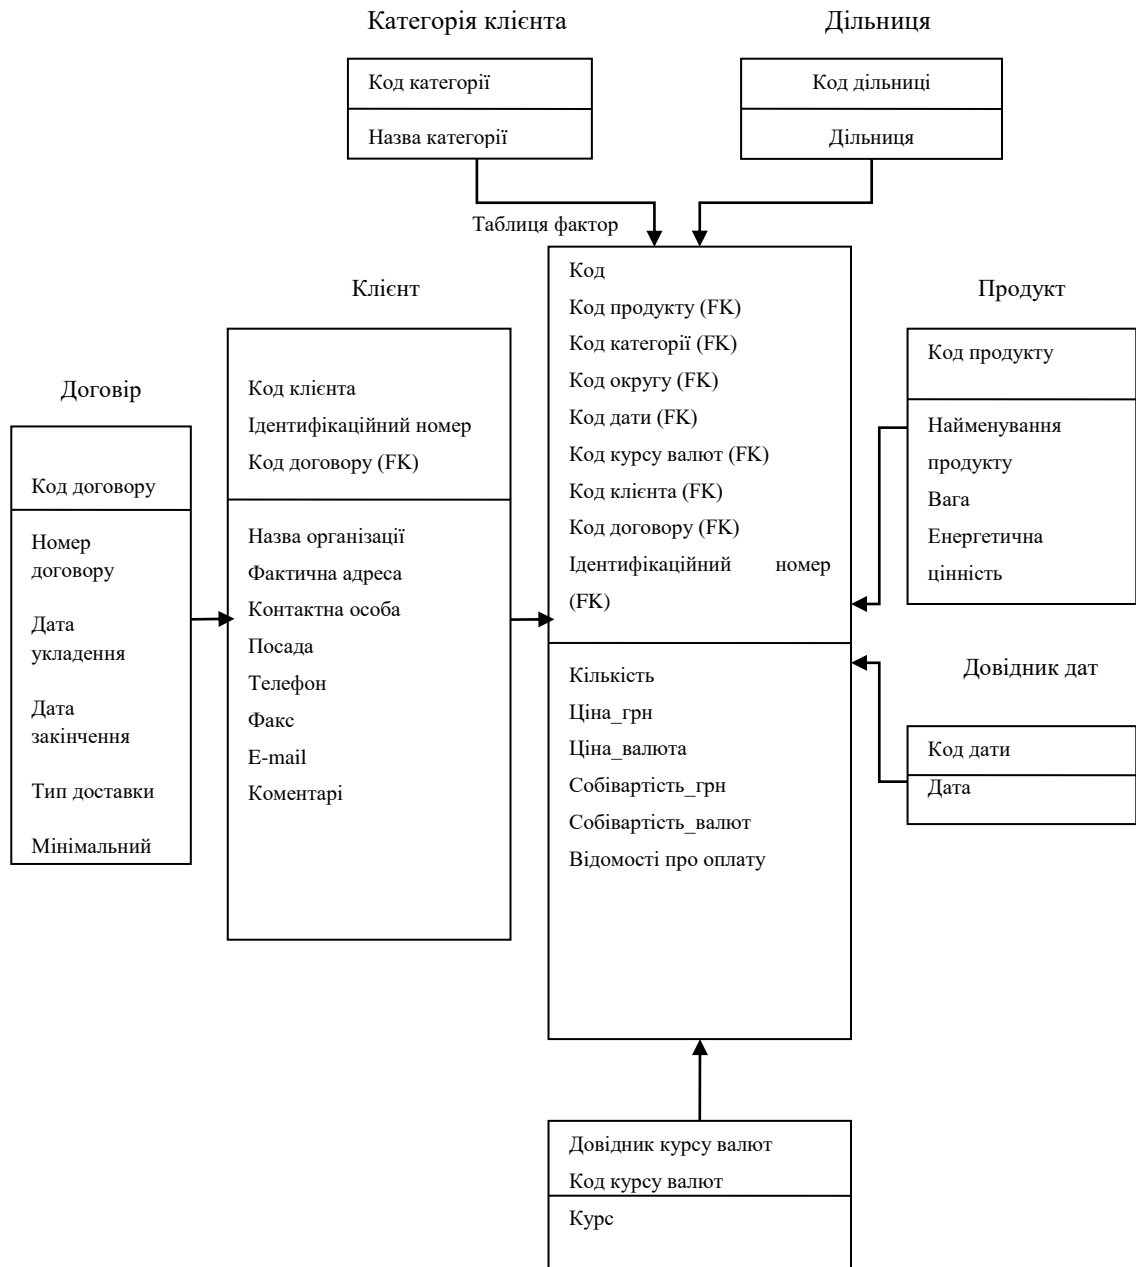 Категорія клієнта
Код категорії
Назва категорії
Дільниця
Код дільниці
Дільниця
Таблиця фактор
Код
Код продукту (FK)
Код категорії (FK)
Код округу (FK)
Код дати (FK)
Код курсу валют (FK)
Код клієнта (FK)
Код договору (FK)
Ідентифікаційний номер
(FK)
Кількість
Ціна_грн
Ціна_валюта
Собівартість_грн
Собівартість_валют
Відомості про оплату
Клієнт
Код клієнта
Ідентифікаційний номер
Код договору (FK)
Назва організації
Фактична адреса
Контактна особа
Посада
Телефон
Факс
E-mail
Коментарі
Договір
Код договору
Номер
договору
Дата
укладення
Дата
закінчення
Тип доставки
Мінімальний
Продукт
Код продукту
Найменування
продукту
Вага
Енергетична
цінність
Довідник дат
Код дати
Дата
Довідник курсу валют
Код курсу валют
Курс